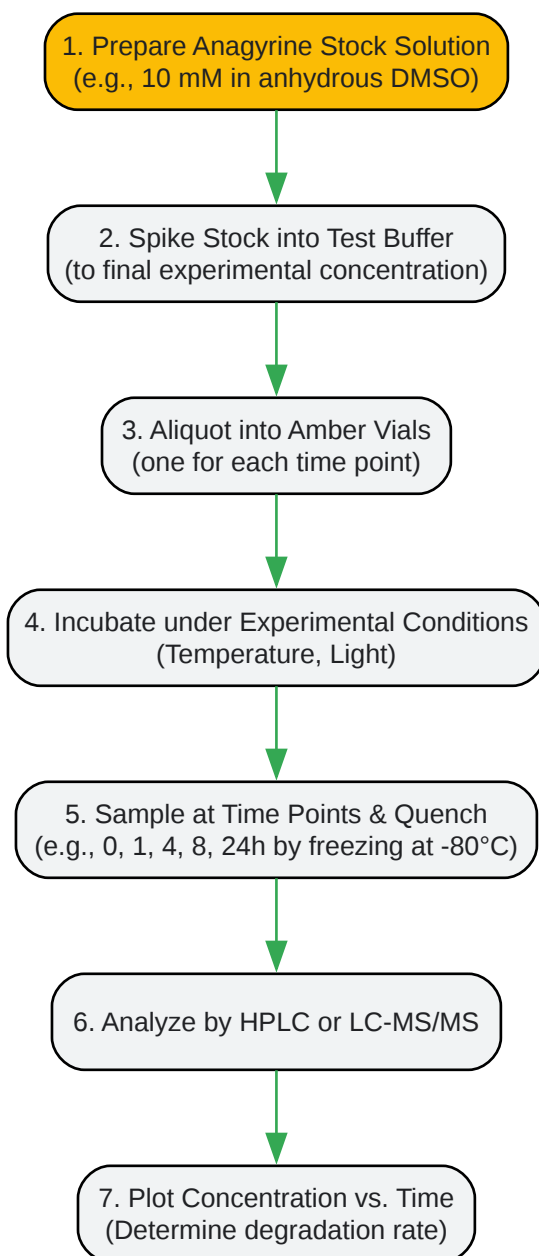 1. Prepare Anagyrine Stock Solution
(e.g., 10 mM in anhydrous DMSO)
2. Spike Stock into Test Buffer
(to final experimental concentration)
3. Aliquot into Amber Vials
(one for each time point)
4. Incubate under Experimental Conditions
(Temperature, Light)
5. Sample at Time Points & Quench
(e.g., 0, 1, 4, 8, 24h by freezing at -80°C)
6. Analyze by HPLC or LC-MS/MS
7. Plot Concentration vs. Time
(Determine degradation rate)